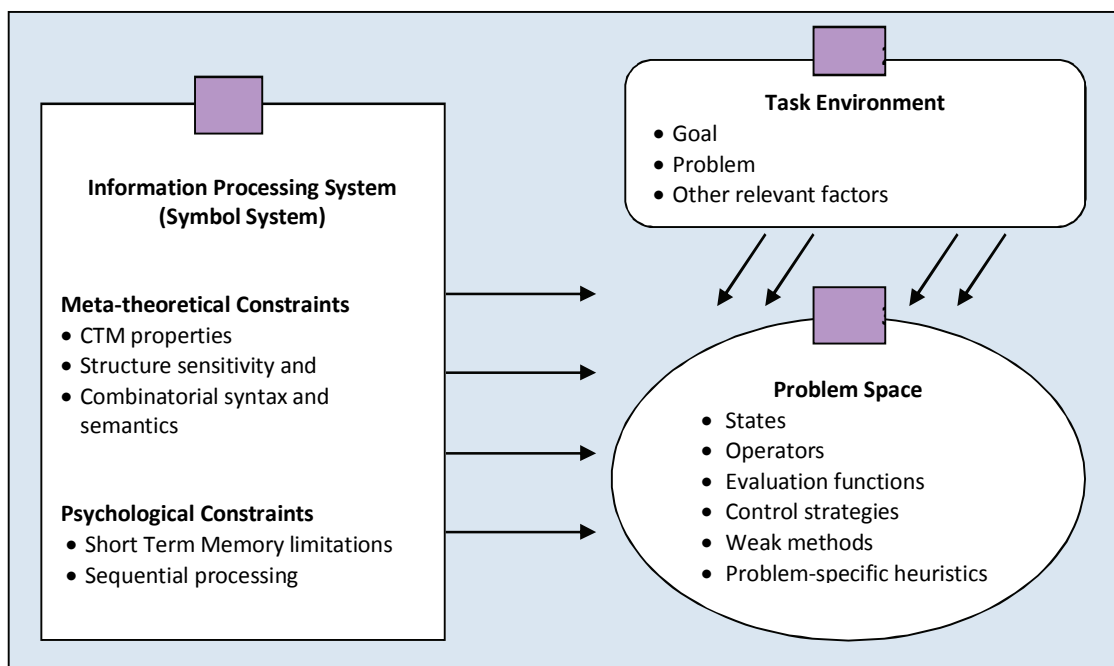 Information Processing System
(Symbol System)
Meta-theoretical Constraints
• CTM properties
• Structure sensitivity and
• Combinatorial syntax and
semantics
Psychological Constraints
• Short Term Memory limitations
• Sequential processing
Task Environment
• Goal
• Problem
• Other relevant factors
Problem Space
• States
• Operators
• Evaluation functions
• Control strategies
• Weak methods
• Problem-specific heuristics